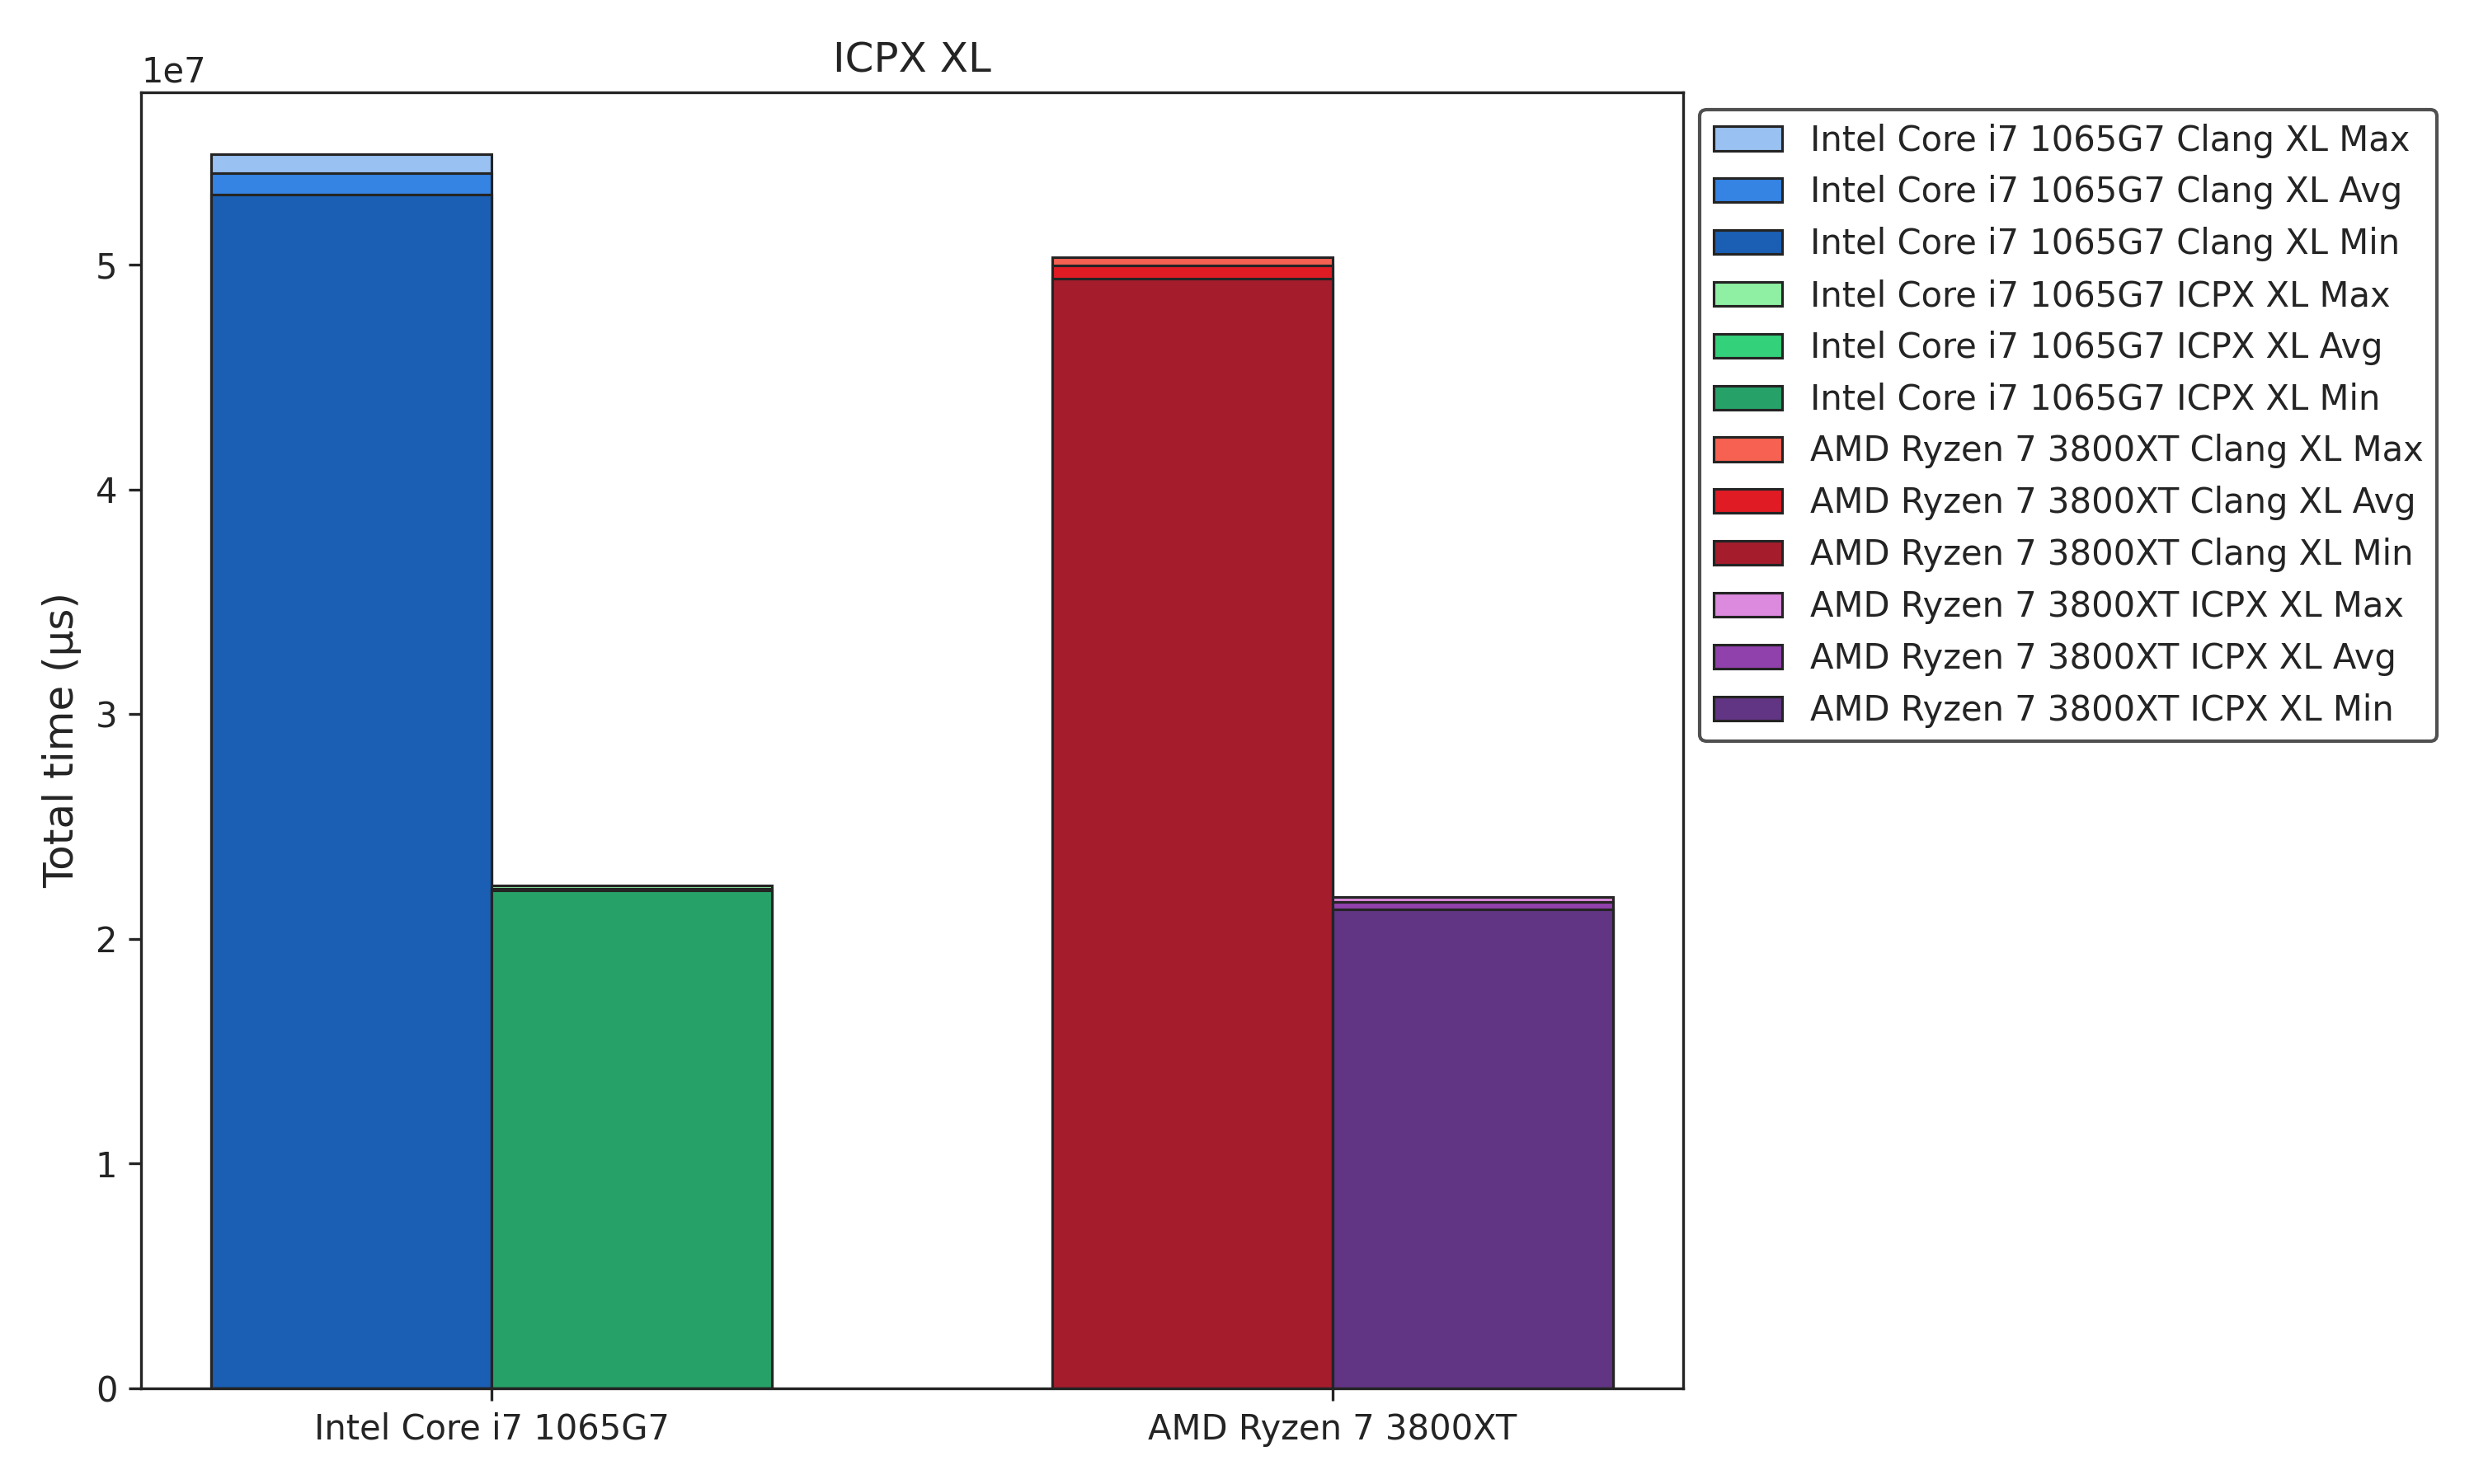 ICPX XL
1e7
Total time (µs)
5
4
3
2
1
0
Intel Core i7 1065G7
AMD Ryzen 7 3800XT
Intel Core i7 1065G7 Clang XL Max
Intel Core i7 1065G7 Clang XL Avg
Intel Core i7 1065G7 Clang XL Min
Intel Core i7 1065G7 ICPX XL Max
Intel Core i7 1065G7 ICPX XL Avg
Intel Core i7 1065G7 ICPX XL Min
AMD Ryzen 7 3800XT Clang XL Max
AMD Ryzen 7 3800XT Clang XL Avg
AMD Ryzen 7 3800XT Clang XL Min
AMD Ryzen 7 3800XT ICPX XL Max
AMD Ryzen 7 3800XT ICPX XL Avg
AMD Ryzen 7 3800XT ICPX XL Min